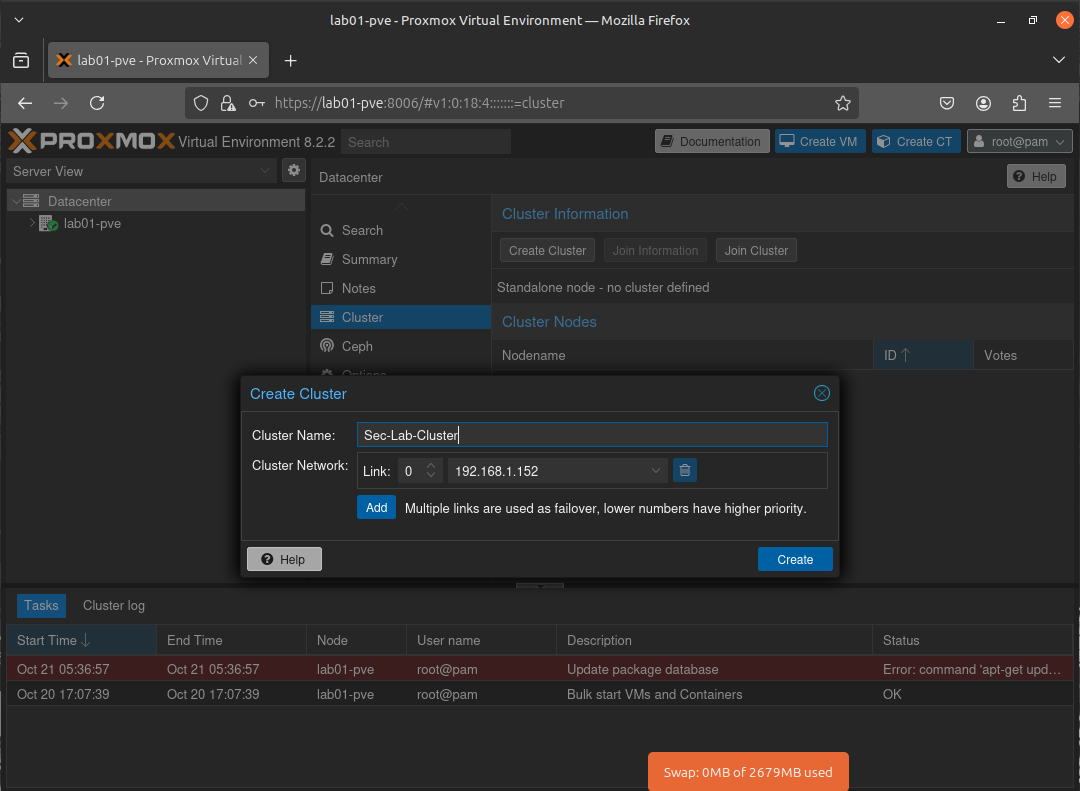 lab01-pve - Proxmox Virtual Environment — Mozilla Firefox
lab01-pve - Proxmox Virtual
https://lab01-pve:8006/#v1:0:18:4:::::::=cluster
PROXMOX Virtual Environment 8.2.2 Search Documentation Create VM Create CT root@pam
Server View
Datacenter Help
Datacenter
lab01-pve
Search
Summary
Notes
Cluster
Ceph
Options
Cluster Information
Create Cluster Join Information Join Cluster
Standalone node - no cluster defined
Cluster Nodes
Nodename ID Votes
Create Cluster
Cluster Name: Sec-Lab-Cluster
Cluster Network: Link: 0 192.168.1.152
Add Multiple links are used as failover, lower numbers have higher priority.
Help Create
Tasks Cluster log
Start Time End Time Node User name Description Status
Oct 21 05:36:57 Oct 21 05:36:57 lab01-pve root@pam Update package database Error: command 'apt-get upd...
Oct 20 17:07:39 Oct 20 17:07:39 lab01-pve root@pam Bulk start VMs and Containers OK
Swap: 0MB of 2679MB used